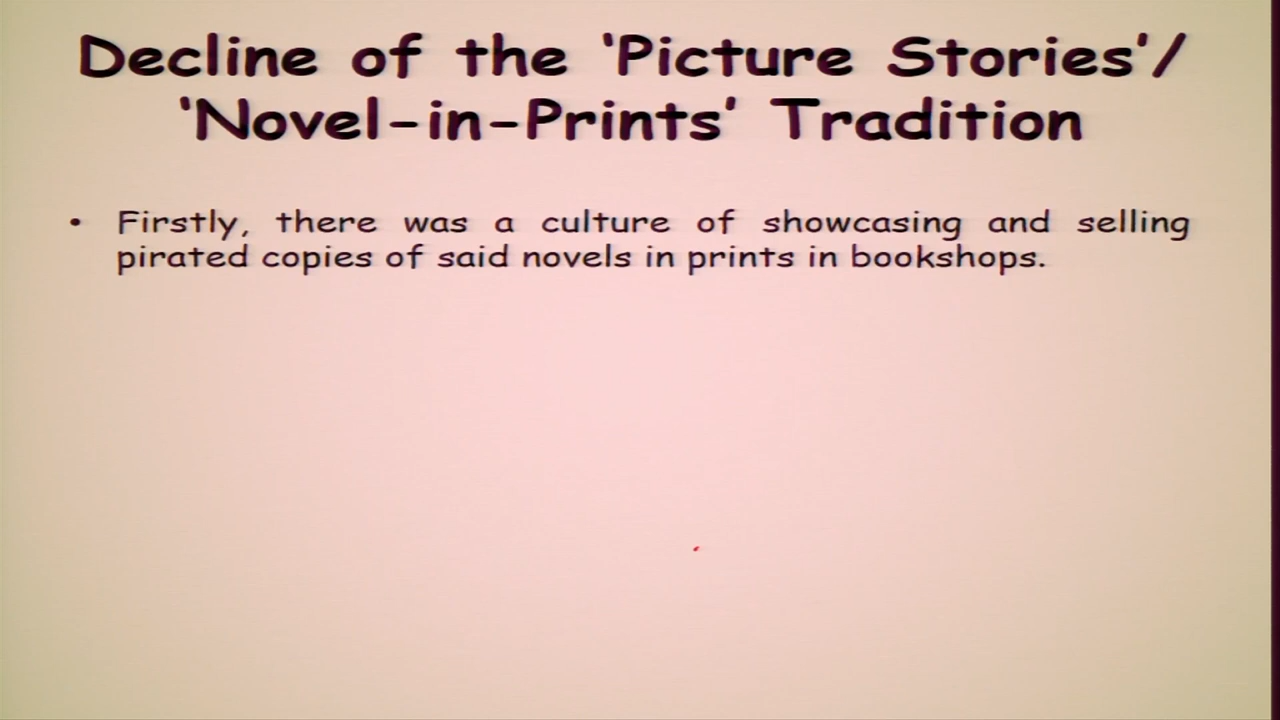 Decline of the 'Picture Stories'/
'Novel-in-Prints' Tradition
• Firstly, there was a culture of showcasing and selling
pirated copies of said novels in prints in bookshops.